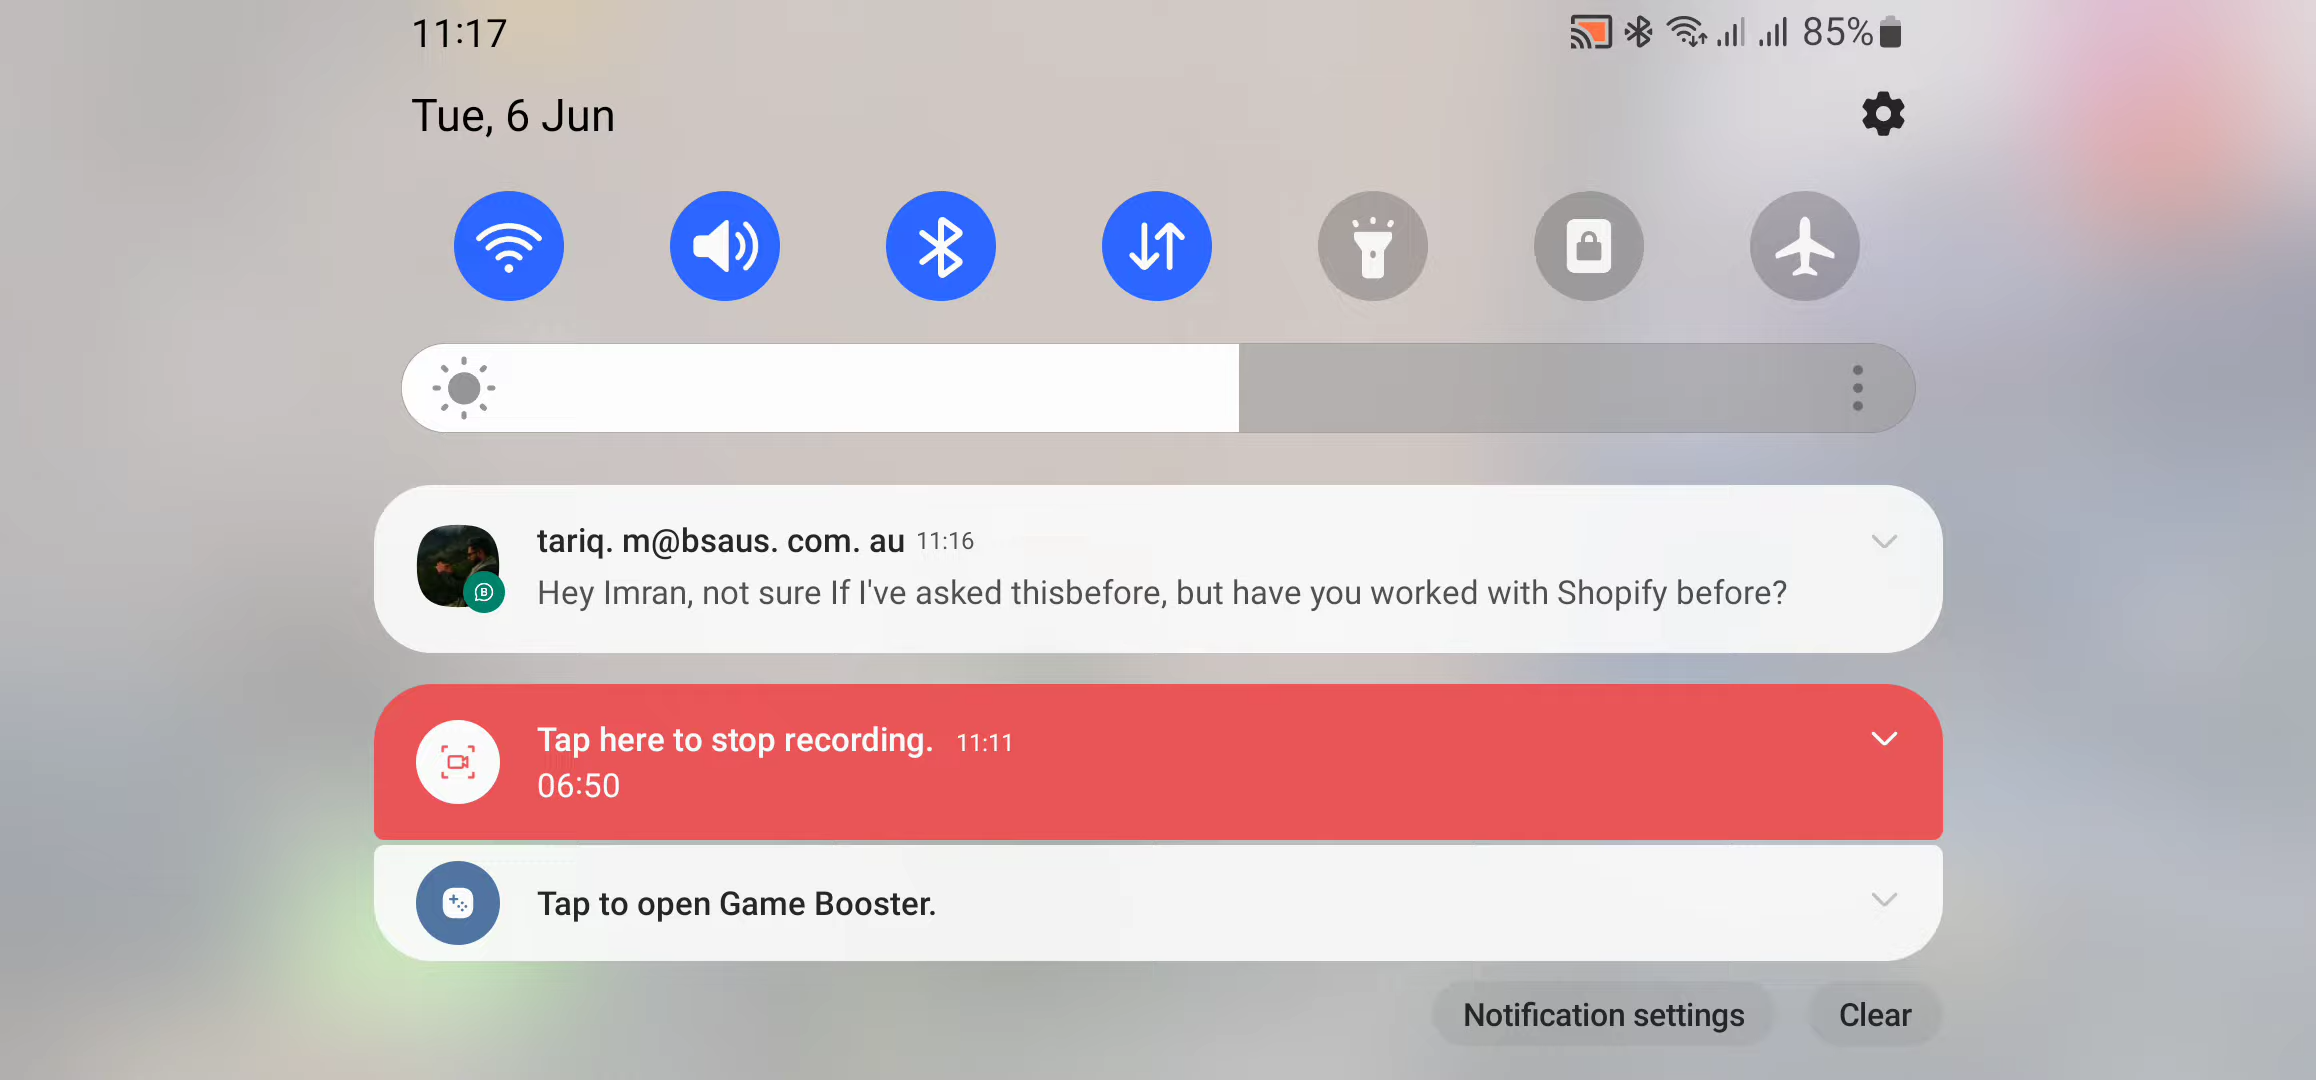 11:17
85%
Tue, 6 Jun
tariq. m@bsaus. com. au 11:16
Hey Imran, not sure If I've asked thisbefore, but have you worked with Shopify before?
Tap here to stop recording. 11:11
06:50
Tap to open Game Booster.
Notification settings
Clear